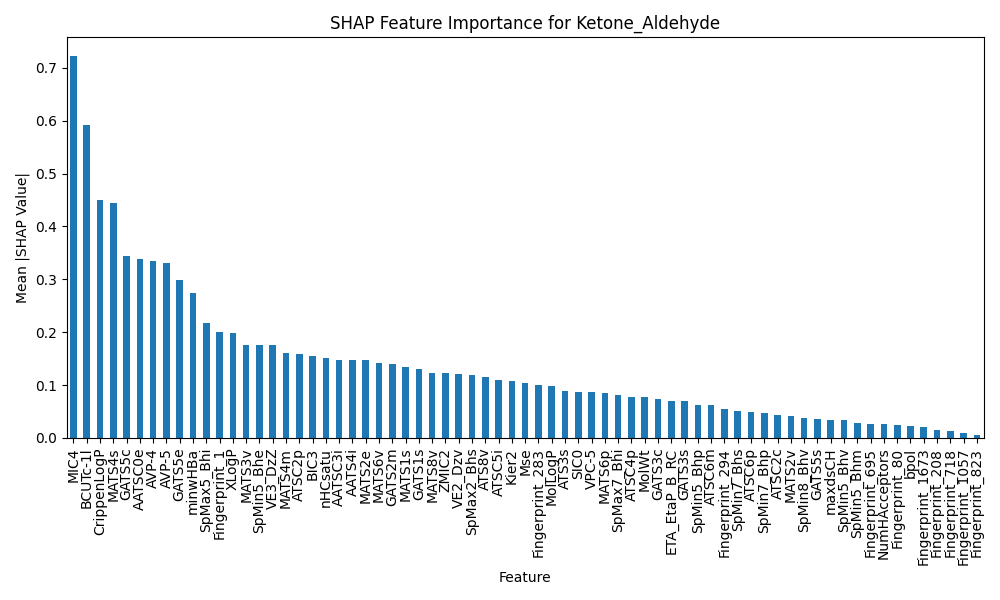 SHAP Feature Importance for Ketone_Aldehyde
Mean |SHAP Value|
0.7
0.6
0.5
0.4
0.3
0.2
0.1
0.0
MIC4
BCUTc-1l
CrippenLogP
MATS4s
GATS5c
AATSC0e
AVP-4
AVP-5
GATS5e
minwHBa
SpMax5_Bhi
Fingerprint_1
XLogP
MATS3v
SpMin5_Bhe
VE3_DzZ
MATS4m
ATSC2p
BIC3
nHCsatu
AATSC3i
AATS4i
MATS2e
MATS6v
GATS2m
MATS1s
GATS1s
MATS8v
ZMIC2
VE2_Dzv
SpMax2_Bhs
ATS8v
ATSC5i
Kier2
Mse
Fingerprint_283
MolLogP
ATS3s
SIC0
VPC-5
MATS6p
SpMax7_Bhi
ATSC4p
MolWt
GATS3i
ETA_EtaP_B_RC
GATS3s
SpMin5_Bhp
ATSC6m
Fingerprint_294
SpMin7_Bhs
ATSC6p
SpMin7_Bhp
ATSC2c
MATS2v
SpMin8_Bhv
GATS5s
maxdsCH
SpMin5_Bhv
SpMin5_Bhm
Fingerprint_695
NumHAcceptors
Fingerprint_80
bpol
Fingerprint_1673
Fingerprint_208
Fingerprint_718
Fingerprint_1057
Fingerprint_823
Feature